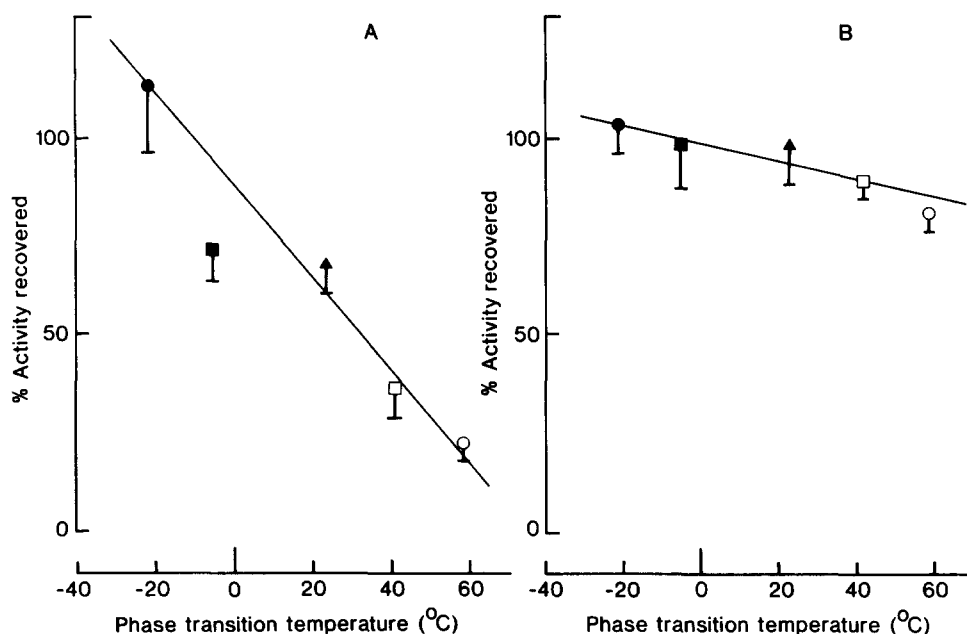 A
100
50
0
% Activity recovered
-40 -20 0 20 40 60
Phase transition temperature (°C)
B
100
50
0
% Activity recovered
-40 -20 0 20 40 60
Phase transition temperature (°C)